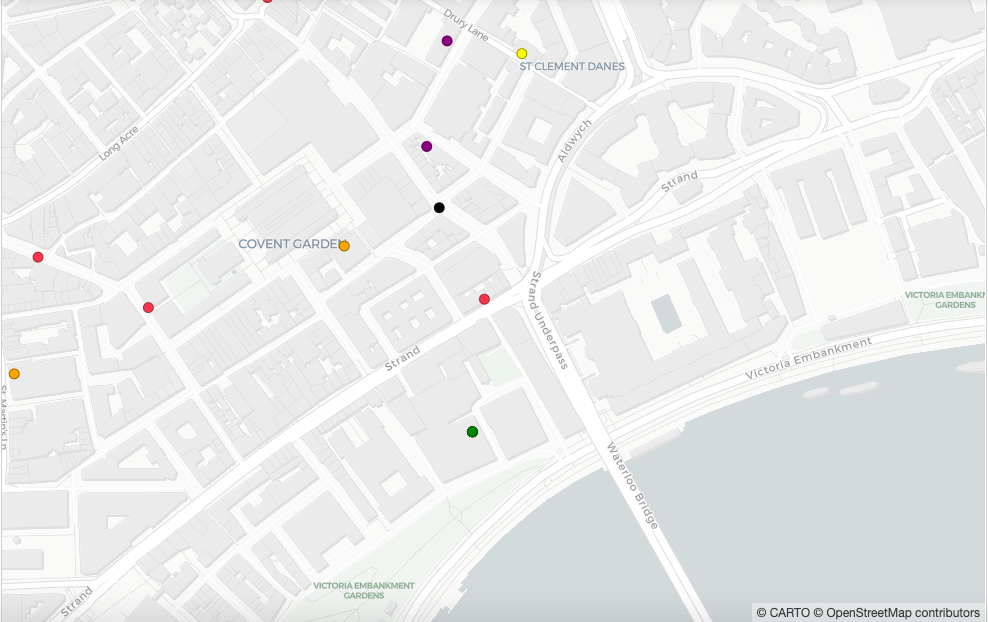 Drury Lane
ST CLEMENT DANES
Long Acre
Aldwych
Strand
COVENT GARDEN
Strand Underpass
VICTORIA EMBANKM
GARDENS
Strand
Victoria Embankment
St Martin's Ln
Waterloo Bridge
VICTORIA EMBANKMENT
GARDENS
Strand
© CARTO © OpenStreetMap contributors